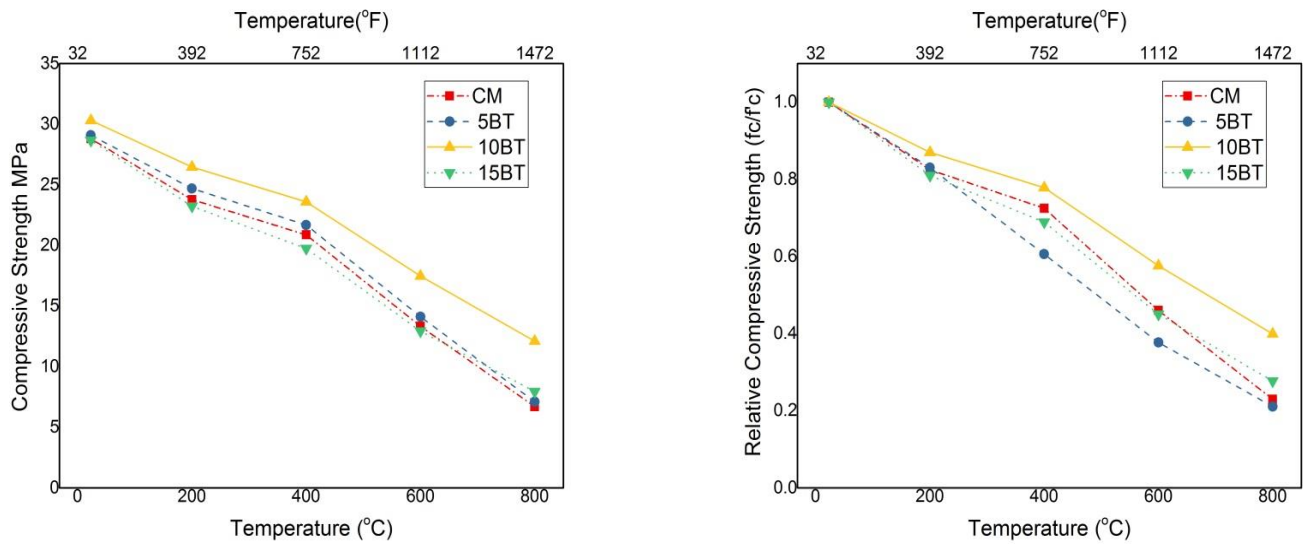 Temperature(°F)
32 392 752 1112 1472
35
30
25
20
15
10
5
0
Compressive Strength MPa
CM
5BT
10BT
15BT
0 200 400 600 800
Temperature (°C)
Temperature(°F)
32 392 752 1112 1472
1.0
0.8
0.6
0.4
0.2
0.0
Relative Compressive Strength (fc/f'c)
CM
5BT
10BT
15BT
0 200 400 600 800
Temperature (°C)